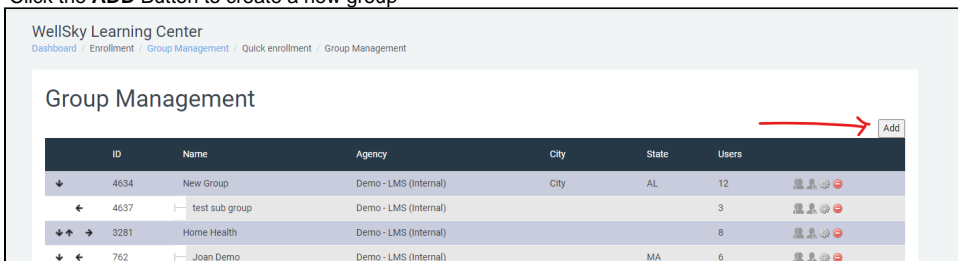 Click the ADD Button to create a new group
WellSky Learning Center
Dashboard / Enrollment / Group Management / Quick enrollment / Group Management
Group Management
Add
ID Name Agency City State Users
4634 New Group Demo - LMS (Internal) City AL 12
4637 test sub group Demo - LMS (Internal) 3
3281 Home Health Demo - LMS (Internal) 8
762 Joan Demo Demo - LMS (Internal) MA 6